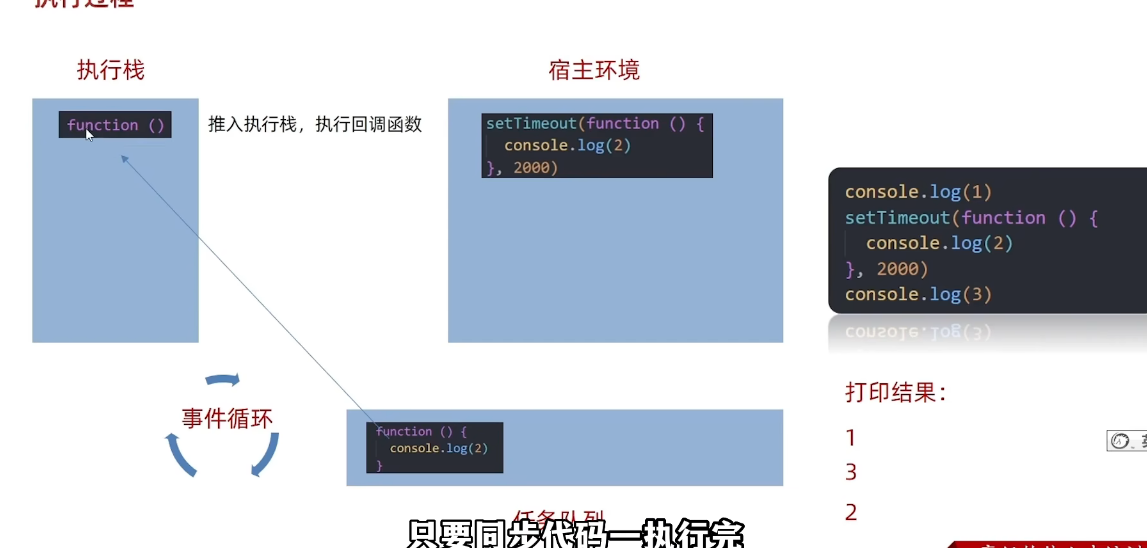 执行过程
执行栈
宿主环境
function ()
推入执行栈，执行回调函数
setTimeout(function () {
console.log(2)
}, 2000)
console.log(1)
setTimeout(function () {
console.log(2)
}, 2000)
console.log(3)
console.log(3)
打印结果：
1
3
2
事件循环
function () {
console.log(2)
}
任务队列
只要同步代码一执行完